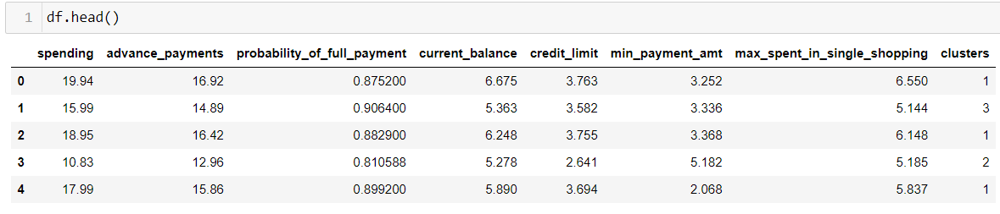 1 df.head()
spending advance_payments probability_of_full_payment current_balance credit_limit min_payment_amt max_spent_in_single_shopping clusters
0 19.94 16.92 0.875200 6.675 3.763 3.252 6.550 1
1 15.99 14.89 0.906400 5.363 3.582 3.336 5.144 3
2 18.95 16.42 0.882900 6.248 3.755 3.368 6.148 1
3 10.83 12.96 0.810588 5.278 2.641 5.182 5.185 2
4 17.99 15.86 0.899200 5.890 3.694 2.068 5.837 1